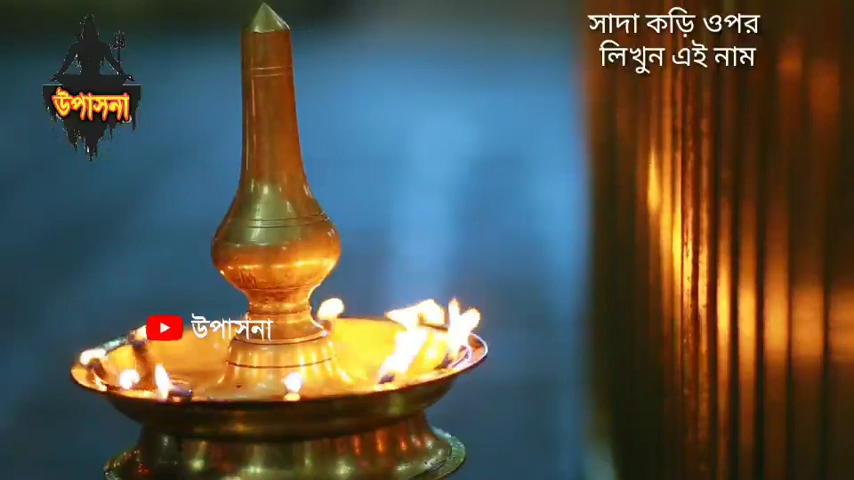 সাদা কড়ি ওপর
লিখুন এই নাম
উপাসনা
উপাসনা